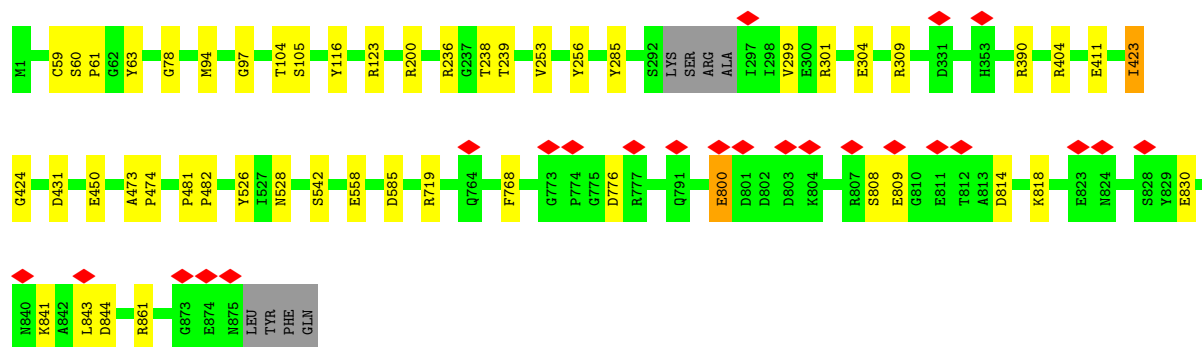 M1 C59 S60 P61 G62 Y63 G78 M94 G97 T104 S105 Y116 R123 R200 R236 G237 T238 T239 V253 Y256 Y285 S292 LYS SER ARG ALA I297 I298 V299 E300 R301 E304 R309 D331 H353 R390 R404 E411 I423
G424 D431 E450 A473 P474 P481 P482 Y526 I527 N528 S542 E558 D585 R719 Q764 F768 G773 P774 G775 D776 R777 Q791 E800 D801 D802 D803 K804 R807 S808 E809 G810 E811 T812 A813 D814 K818 E823 N824 S828 Y829 E830
N840 K841 A842 L843 D844 R861 G873 E874 N875 LEU TYR PHE GLN